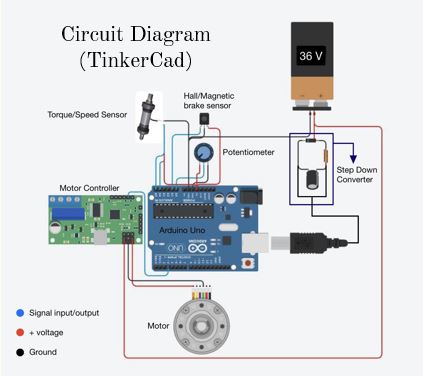 Circuit Diagram
(TinkerCad)
36 V
Hall/Magnetic
brake sensor
Torque/Speed Sensor
Potentiometer
Step Down
Converter
Motor Controller
Arduino Uno
UNO
ARDUINO
Signal input/output
Motor
+ voltage
Ground